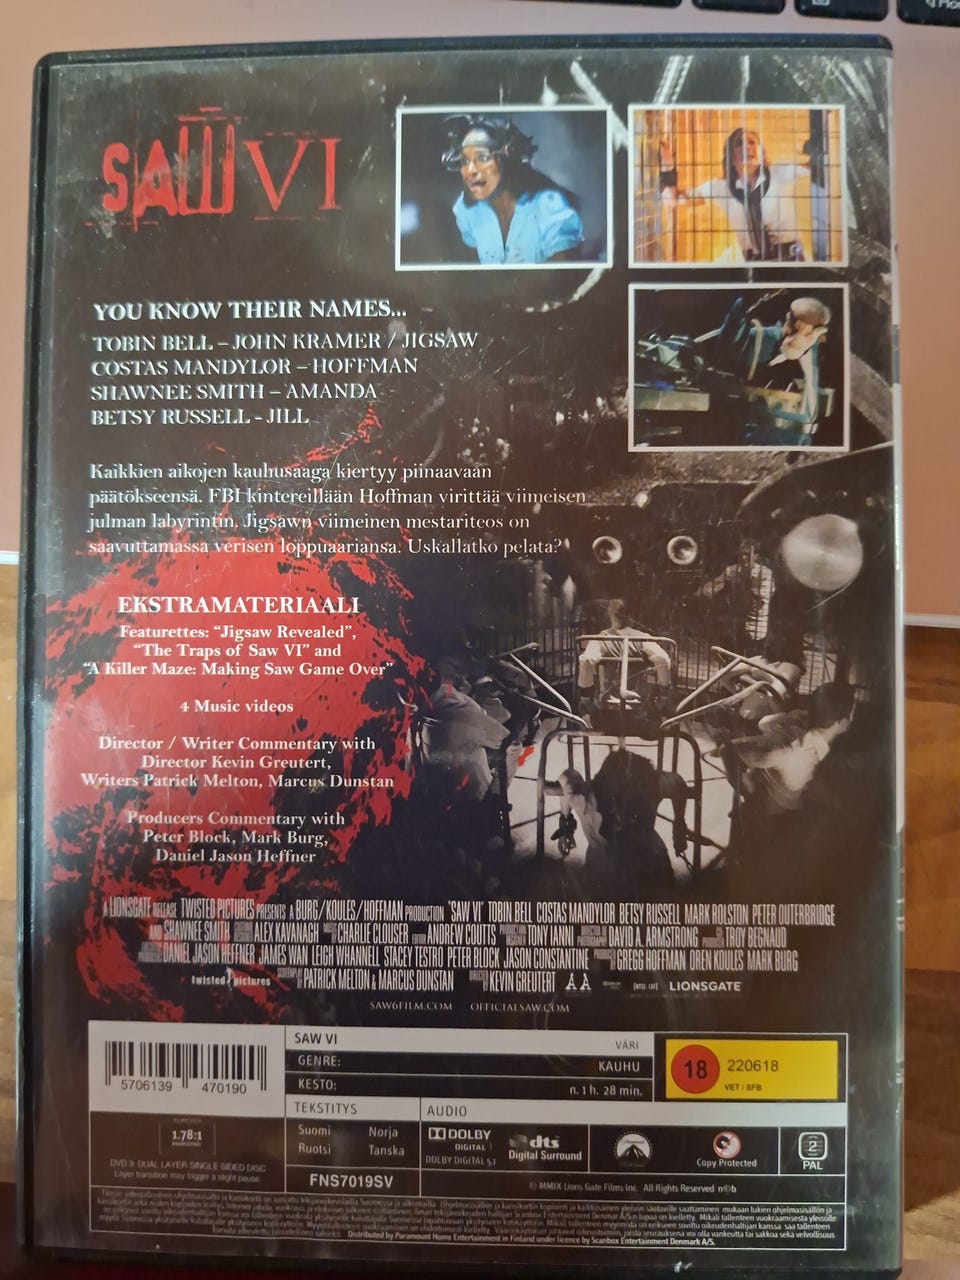 SAW VI
YOU KNOW THEIR NAMES...
TOBIN BELL – JOHN KRAMER / JIGSAW
COSTAS MANDYLOR – HOFFMAN
SHAWNEE SMITH – AMANDA
BETSY RUSSELL - JILL
Kaikkien aikojen kauhusaaga kiertyy piinaavaan
päätökseensä. FBI kintereillään Hoffman virittää viimeisen
julman labyrintin. Jigsawn viimeinen mestariteos on
saavuttamassa verisen loppuaariansa. Uskallatko pelata?
EKSTRAMATERIAALI
Featurettes: “Jigsaw Revealed”,
“The Traps of Saw VI” and
“A Killer Maze: Making Saw Game Over”
4 Music videos
Director / Writer Commentary with
Director Kevin Greutert,
Writers Patrick Melton, Marcus Dunstan
Producers Commentary with
Peter Block, Mark Burg,
Daniel Jason Heffner
A LIONSGATE RELEASE TWISTED PICTURES PRESENTS A BURG/KOULES/HOFFMAN PRODUCTION "SAW VI" TOBIN BELL COSTAS MANDYLOR BETSY RUSSELL MARK ROLSTON PETER OUTERBRIDGE
AND SHAWNEE SMITH ALEX KAVANAGH CHARLIE CLOUSER ANDREW COUTTS TONY IANNI DAVID A. ARMSTRONG TROY BEGNAUD
DANIEL JASON HEFFNER JAMES WAN LEIGH WHANNELL STACEY TESTRO PETER BLOCK JASON CONSTANTINE GREGG HOFFMAN OREN KOULES MARK BURG
twisted pictures PATRICK MELTON & MARCUS DUNSTAN DIRECTED BY KEVIN GREUTERT LIONSGATE
SAW6FILM.COM OFFICIALSAW.COM
SAW VI VÄRI
GENRE: KAUHU
KESTO: n. 1 h. 28 min.
18 220618
VET / SFB
5706139 470190
TEKSTITYS AUDIO
Suomi Norja
Ruotsi Tanska
DOLBY DIGITAL
DOLBY DIGITAL 5.1
dts Digital Surround
Paramount
Copy Protected
2 PAL
1.78:1
DVD 9 DUAL LAYER SINGLE SIDED DISC
Layer transition may trigger a slight pause
FNS7019SV
© MMIX Lions Gate Films Inc. All Rights Reserved
Distributed by Paramount Home Entertainment in Finland under licence by Scanbox Entertainment Denmark A/S.